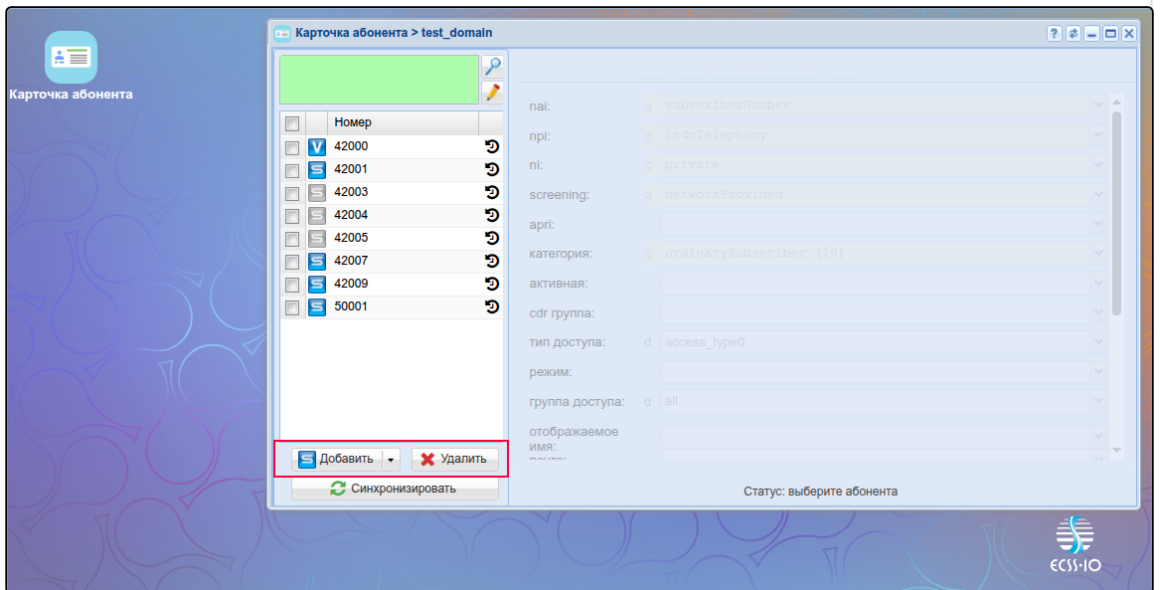 Карточка абонента > test_domain
Карточка абонента
Номер
42000
42001
42003
42004
42005
42007
42009
50001
Добавить
Удалить
Синхронизировать
nai: g subscriberNumber
npi: g isdnTelephony
ni: g private
screening: g networkProvided
apri:
категория: g ordinarySubscriber (10)
активная:
cdr группа:
тип доступа: d access_type0
режим:
группа доступа: d all
отображаемое
имя:
Статус: выберите абонента
ECSS-10